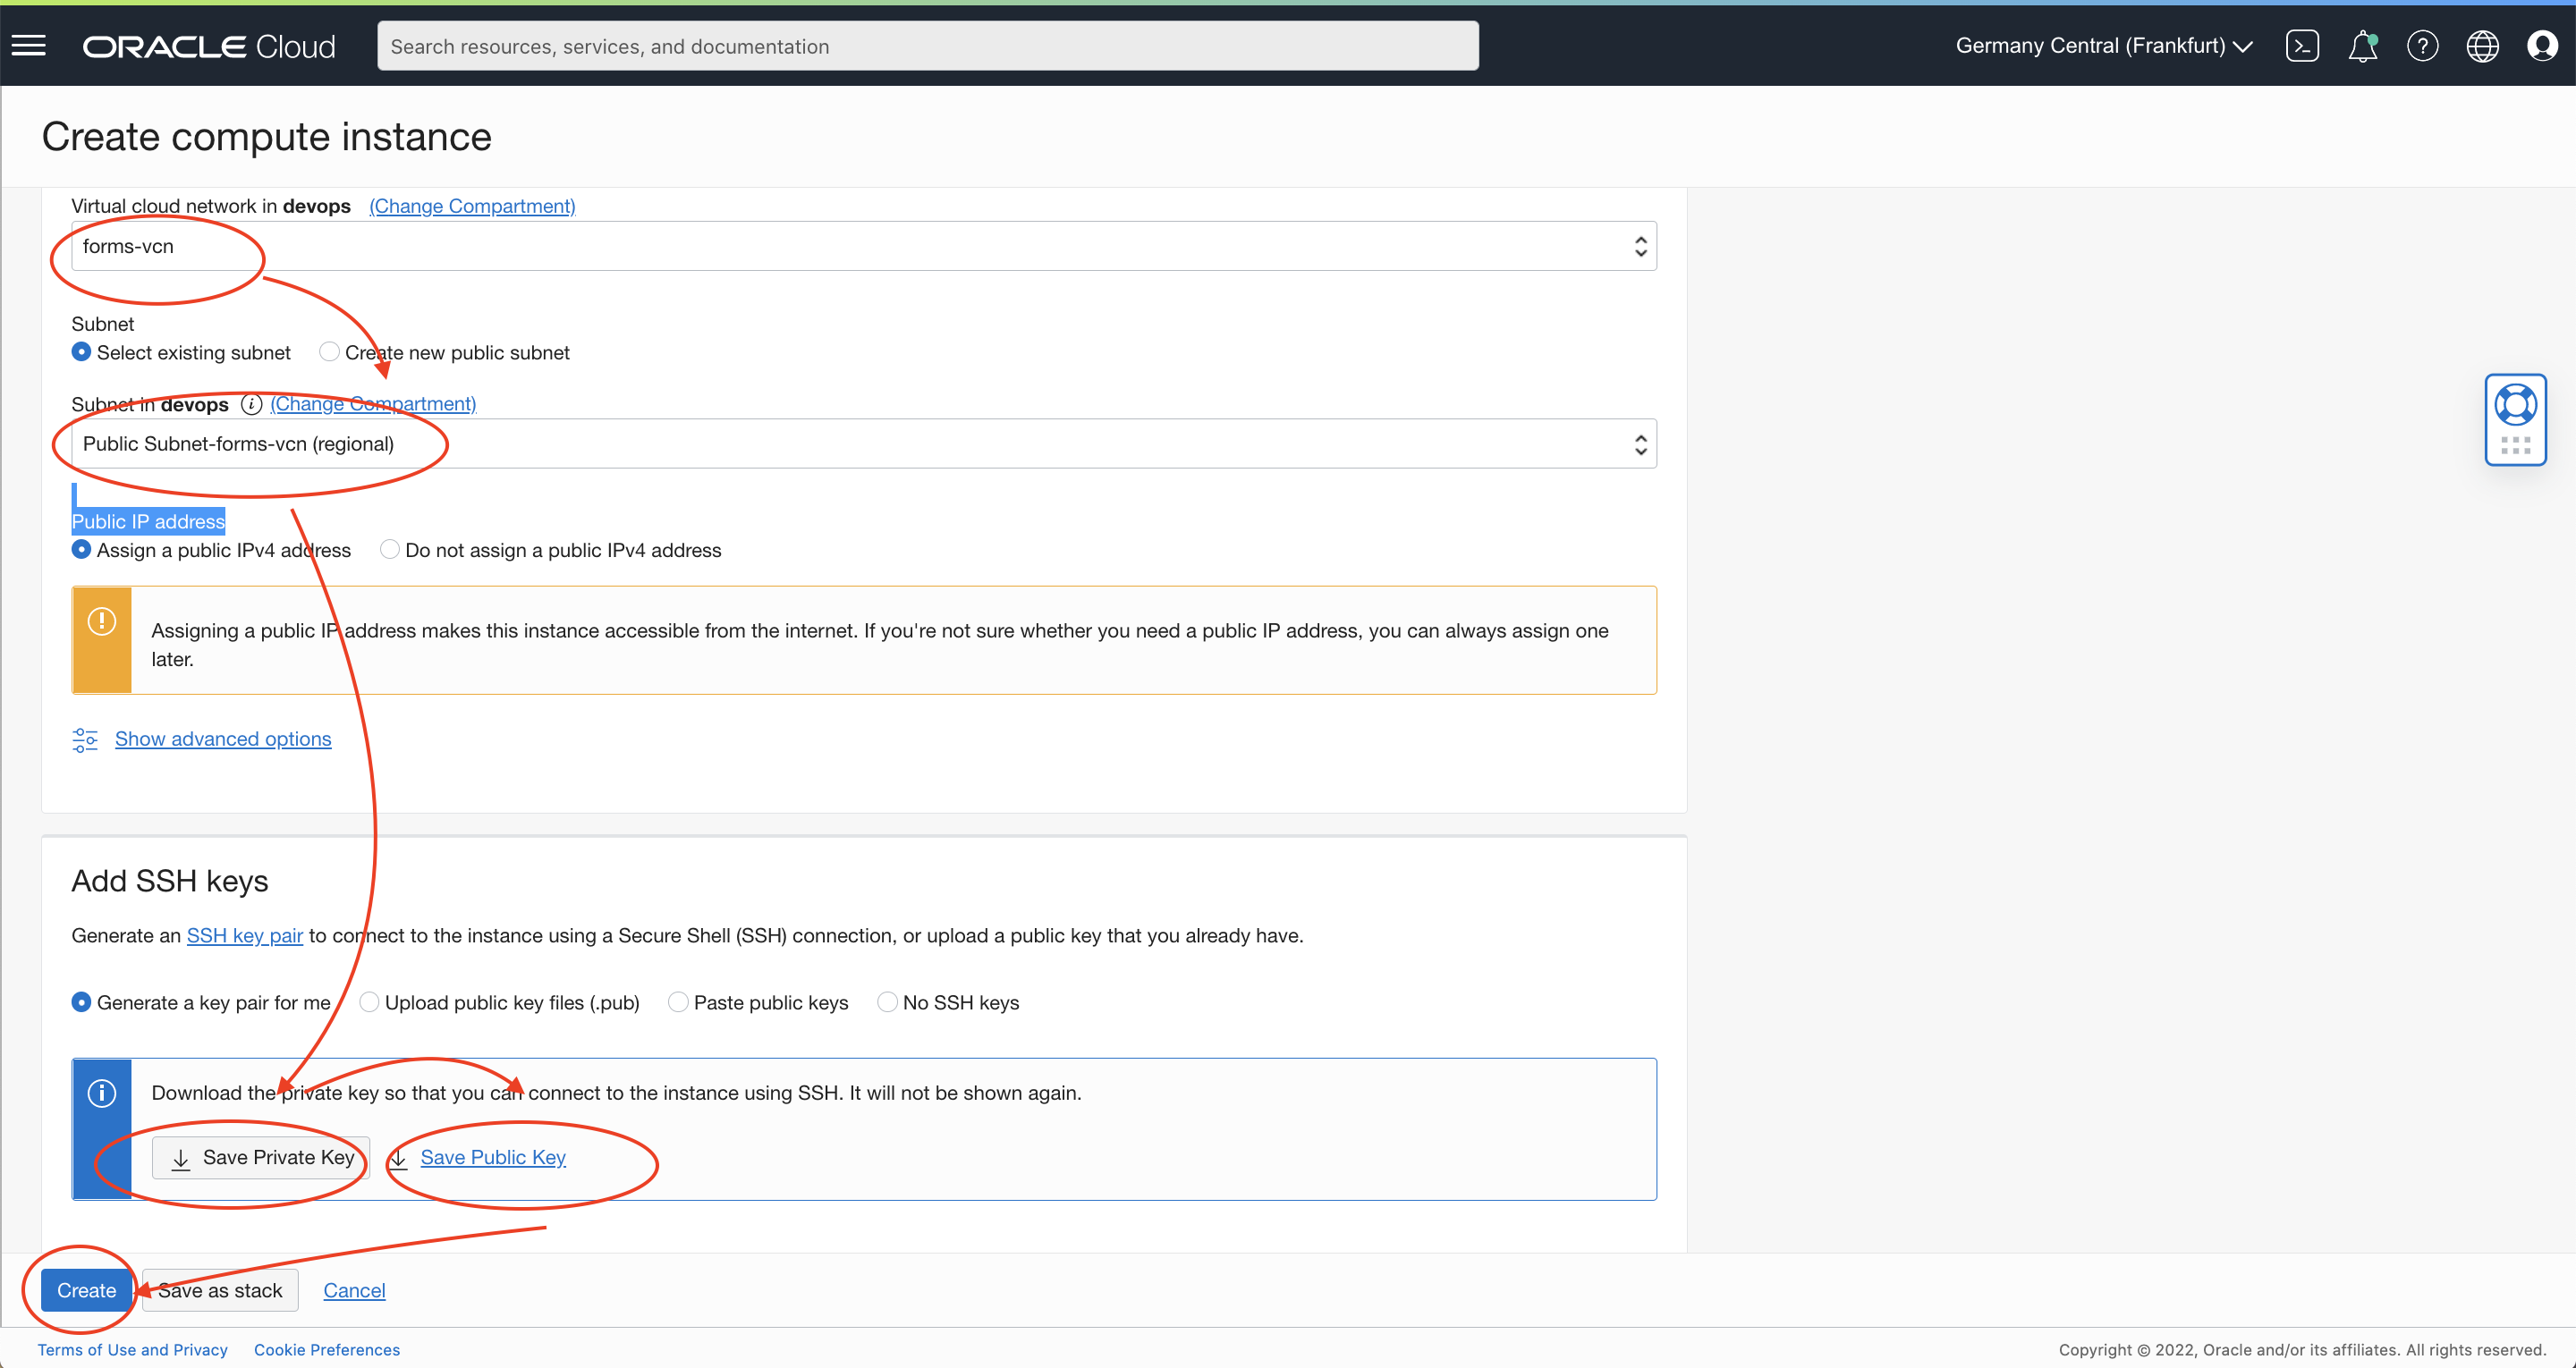 ORACLE Cloud
Search resources, services, and documentation
Germany Central (Frankfurt)
Create compute instance
Virtual cloud network in devops (Change Compartment)
forms-vcn
Subnet
Select existing subnet Create new public subnet
Subnet in devops (Change Compartment)
Public Subnet-forms-vcn (regional)
Public IP address
Assign a public IPv4 address Do not assign a public IPv4 address
Assigning a public IP address makes this instance accessible from the internet. If you're not sure whether you need a public IP address, you can always assign one
later.
Show advanced options
Add SSH keys
Generate an SSH key pair to connect to the instance using a Secure Shell (SSH) connection, or upload a public key that you already have.
Generate a key pair for me Upload public key files (.pub) Paste public keys No SSH keys
Download the private key so that you can connect to the instance using SSH. It will not be shown again.
Save Private Key Save Public Key
Create Save as stack Cancel
Terms of Use and Privacy Cookie Preferences
Copyright © 2022, Oracle and/or its affiliates. All rights reserved.